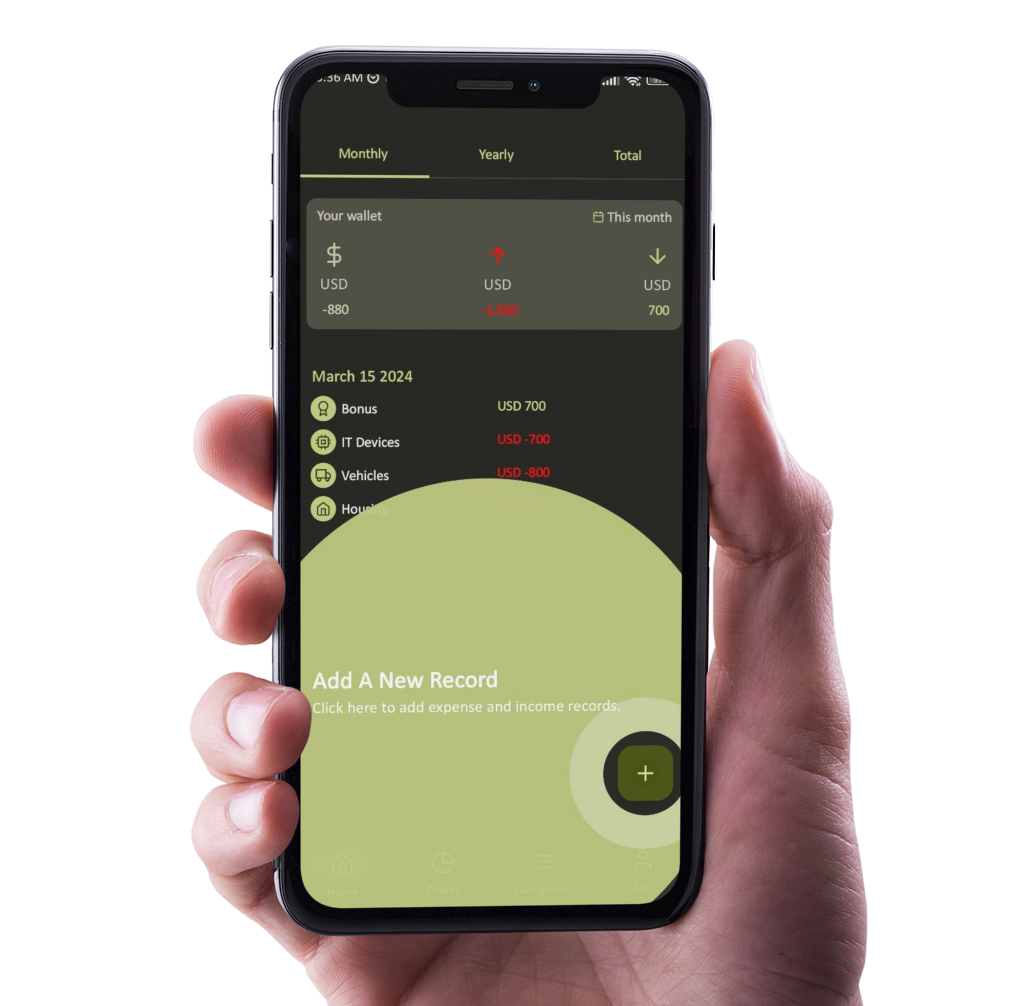 :36 AM
Monthly Yearly Total
Your wallet This month
USD USD USD
-880 -1,580 700
March 15 2024
Bonus USD 700
IT Devices USD -700
Vehicles USD -800
Housing
Add A New Record
Click here to add expense and income records.
Home Charts Categories Me